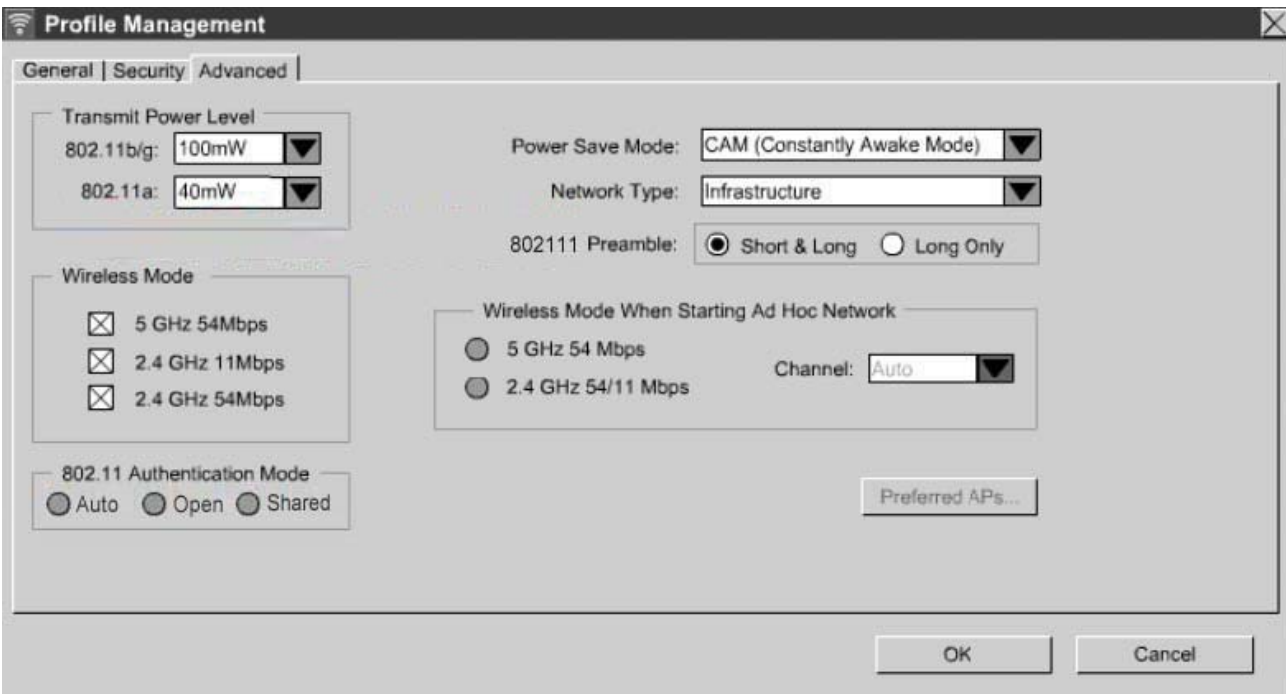 Profile Management
General | Security Advanced
Transmit Power Level
802.11b/g: 100mW
802.11a: 40mW
Power Save Mode: CAM (Constantly Awake Mode)
Network Type: Infrastructure
802111 Preamble: Short & Long Long Only
Wireless Mode
5 GHz 54Mbps
2.4 GHz 11Mbps
2.4 GHz 54Mbps
Wireless Mode When Starting Ad Hoc Network
5 GHz 54 Mbps
2.4 GHz 54/11 Mbps
Channel: Auto
802.11 Authentication Mode
Auto Open Shared
Preferred APs...
OK Cancel